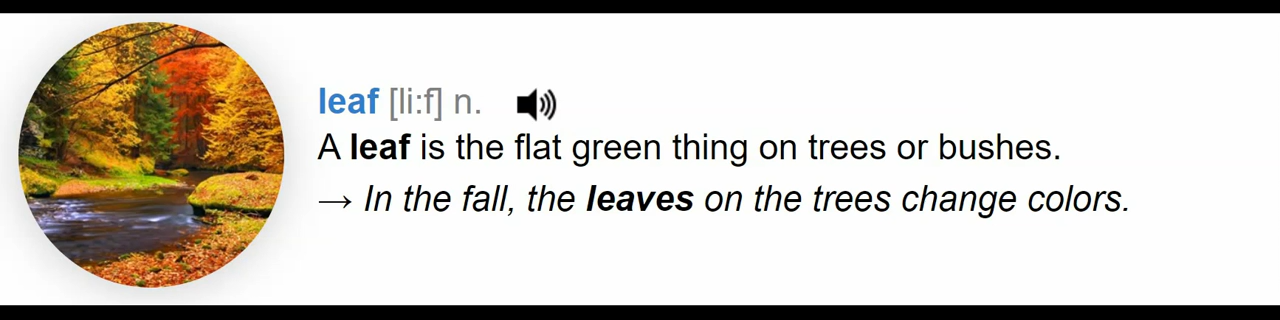 leaf [li:f] n.
A leaf is the flat green thing on trees or bushes.
→ In the fall, the leaves on the trees change colors.